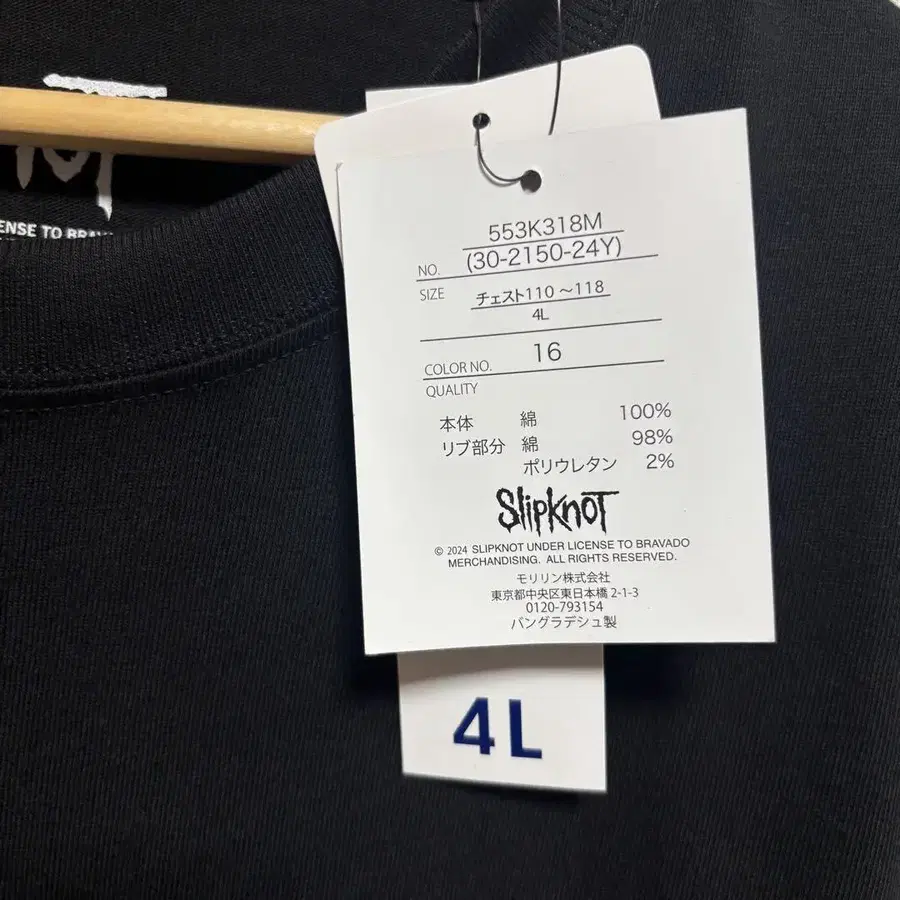 ENSE TO BRAVA
553K318M
NO. (30-2150-24Y)
SIZE チェスト110～118
4L
COLOR NO. 16
QUALITY
本体 綿 100%
リブ部分 綿 98%
ポリウレタン 2%
SlipKnoT
© 2024 SLIPKNOT UNDER LICENSE TO BRAVADO
MERCHANDISING. ALL RIGHTS RESERVED.
モリリン株式会社
東京都中央区東日本橋 2-1-3
0120-793154
バングラデシュ製
4L